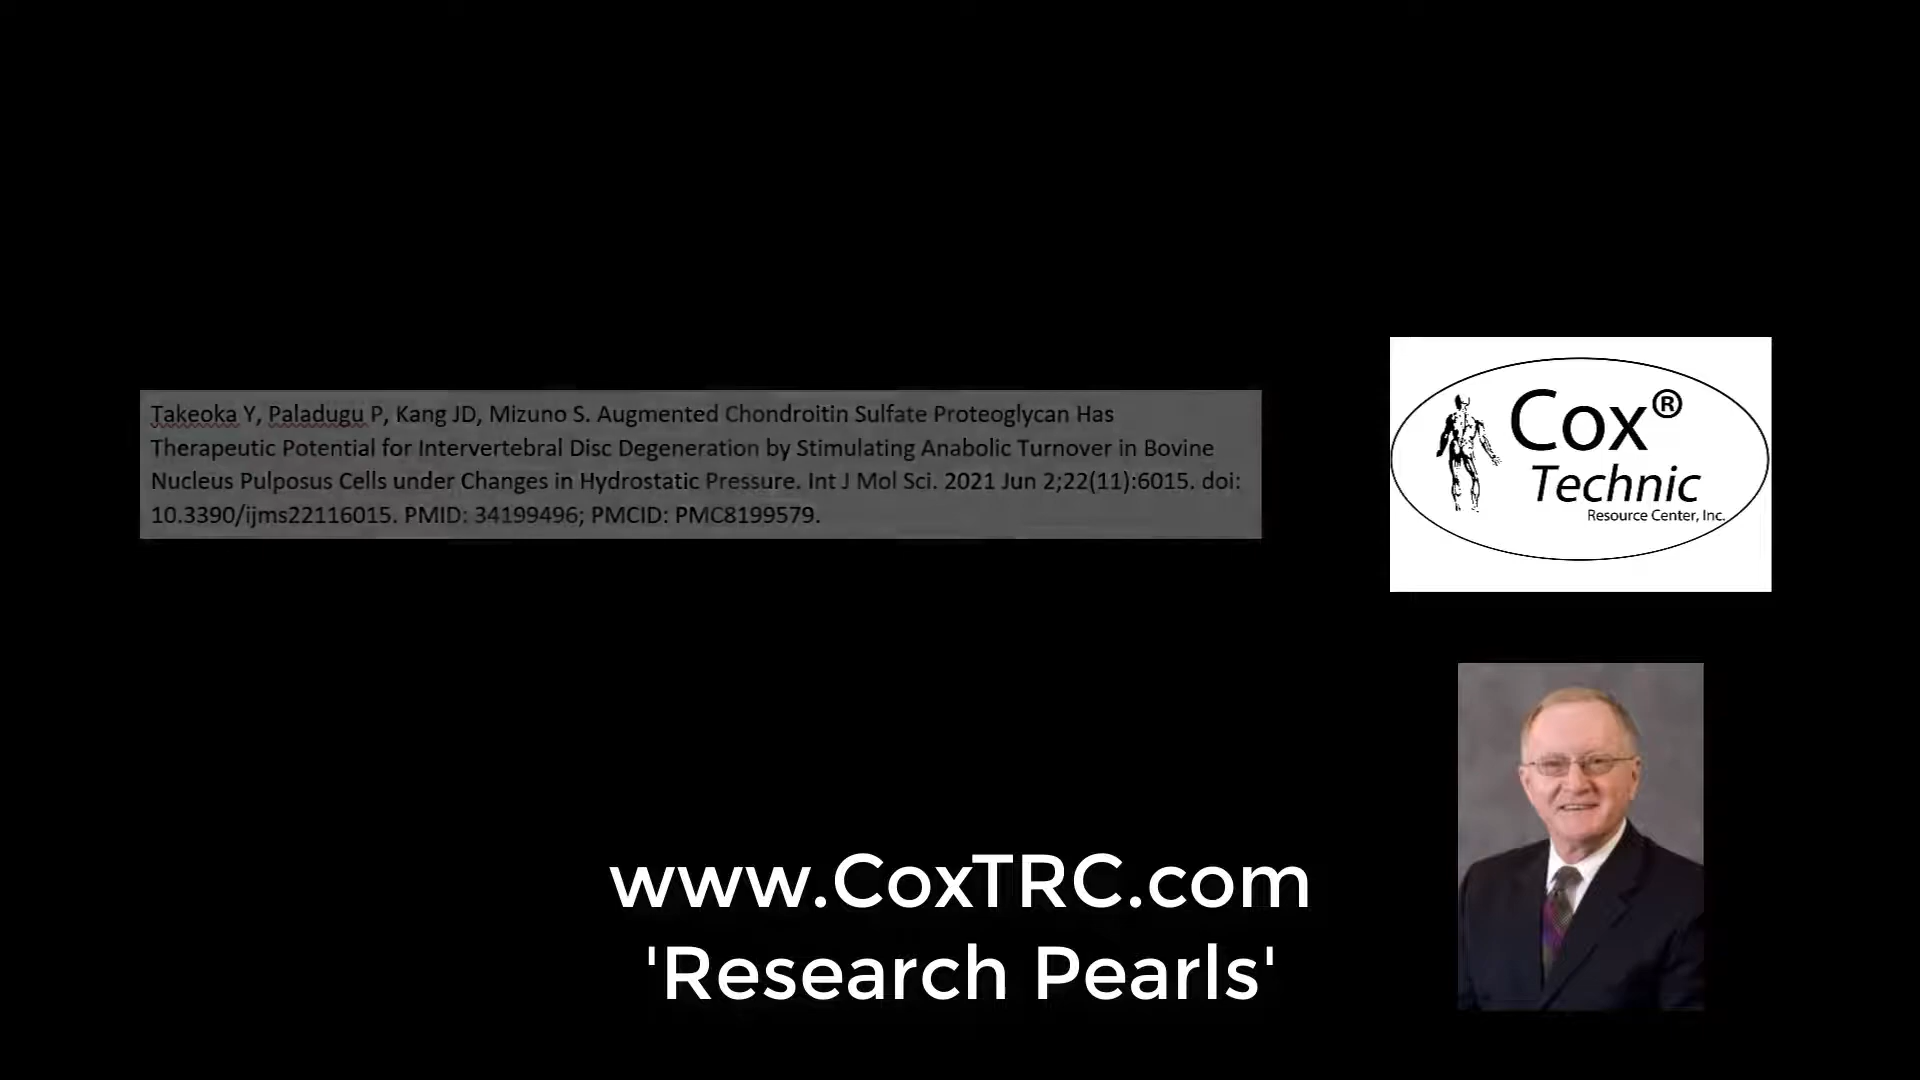 Takeoka Y, Paladugu P, Kang JD, Mizuno S. Augmented Chondroitin Sulfate Proteoglycan Has
Therapeutic Potential for Intervertebral Disc Degeneration by Stimulating Anabolic Turnover in Bovine
Nucleus Pulposus Cells under Changes in Hydrostatic Pressure. Int J Mol Sci. 2021 Jun 2;22(11):6015. doi:
10.3390/ijms22116015. PMID: 34199496; PMCID: PMC8199579.
Cox®
Technic
Resource Center, Inc.
www.CoxTRC.com
'Research Pearls'